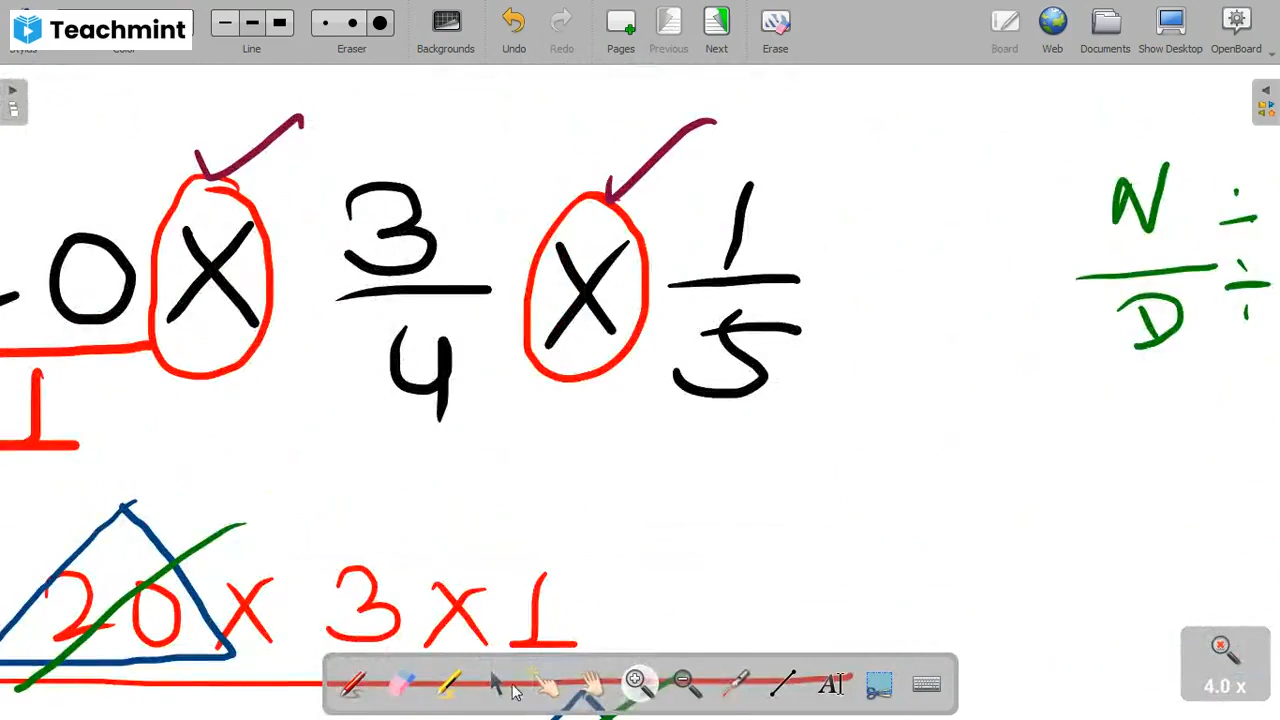 Teachmint
Line
Eraser
Backgrounds
Undo
Redo
Pages
Previous
Next
Erase
Board
Web
Documents
Show Desktop
OpenBoard
0 X 3/4 X 1/5
1
N ÷
D ÷
20 x 3 x 1
4.0 x